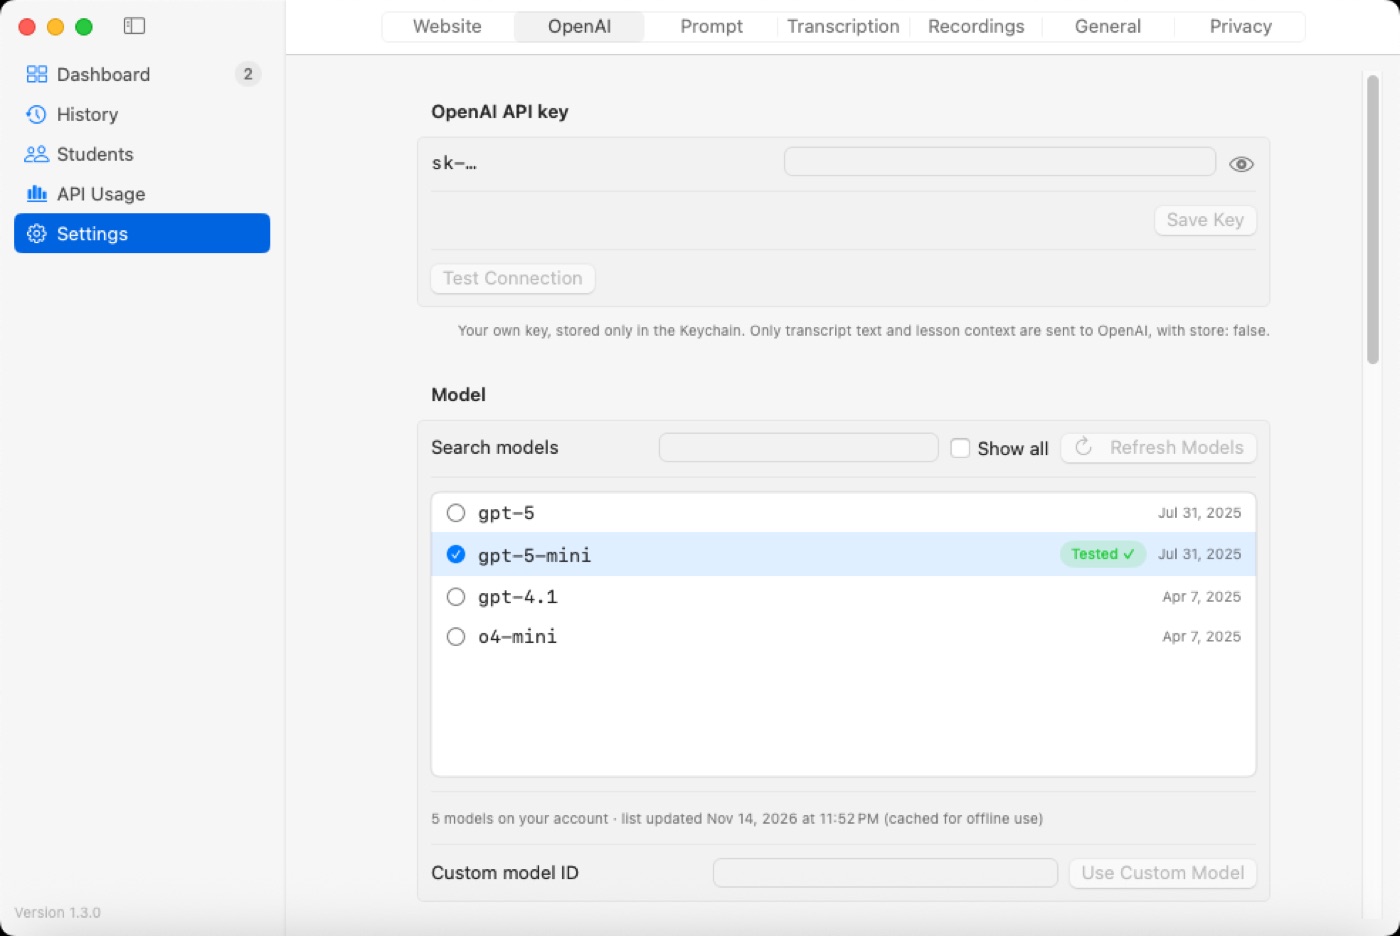 Website OpenAI Prompt Transcription Recordings General Privacy
Dashboard 2
History
Students
API Usage
Settings
Version 1.3.0
OpenAI API key
sk-…
Save Key
Test Connection
Your own key, stored only in the Keychain. Only transcript text and lesson context are sent to OpenAI, with store: false.
Model
Search models Show all Refresh Models
gpt-5 Jul 31, 2025
gpt-5-mini Tested ✓ Jul 31, 2025
gpt-4.1 Apr 7, 2025
o4-mini Apr 7, 2025
5 models on your account · list updated Nov 14, 2026 at 11:52 PM (cached for offline use)
Custom model ID Use Custom Model